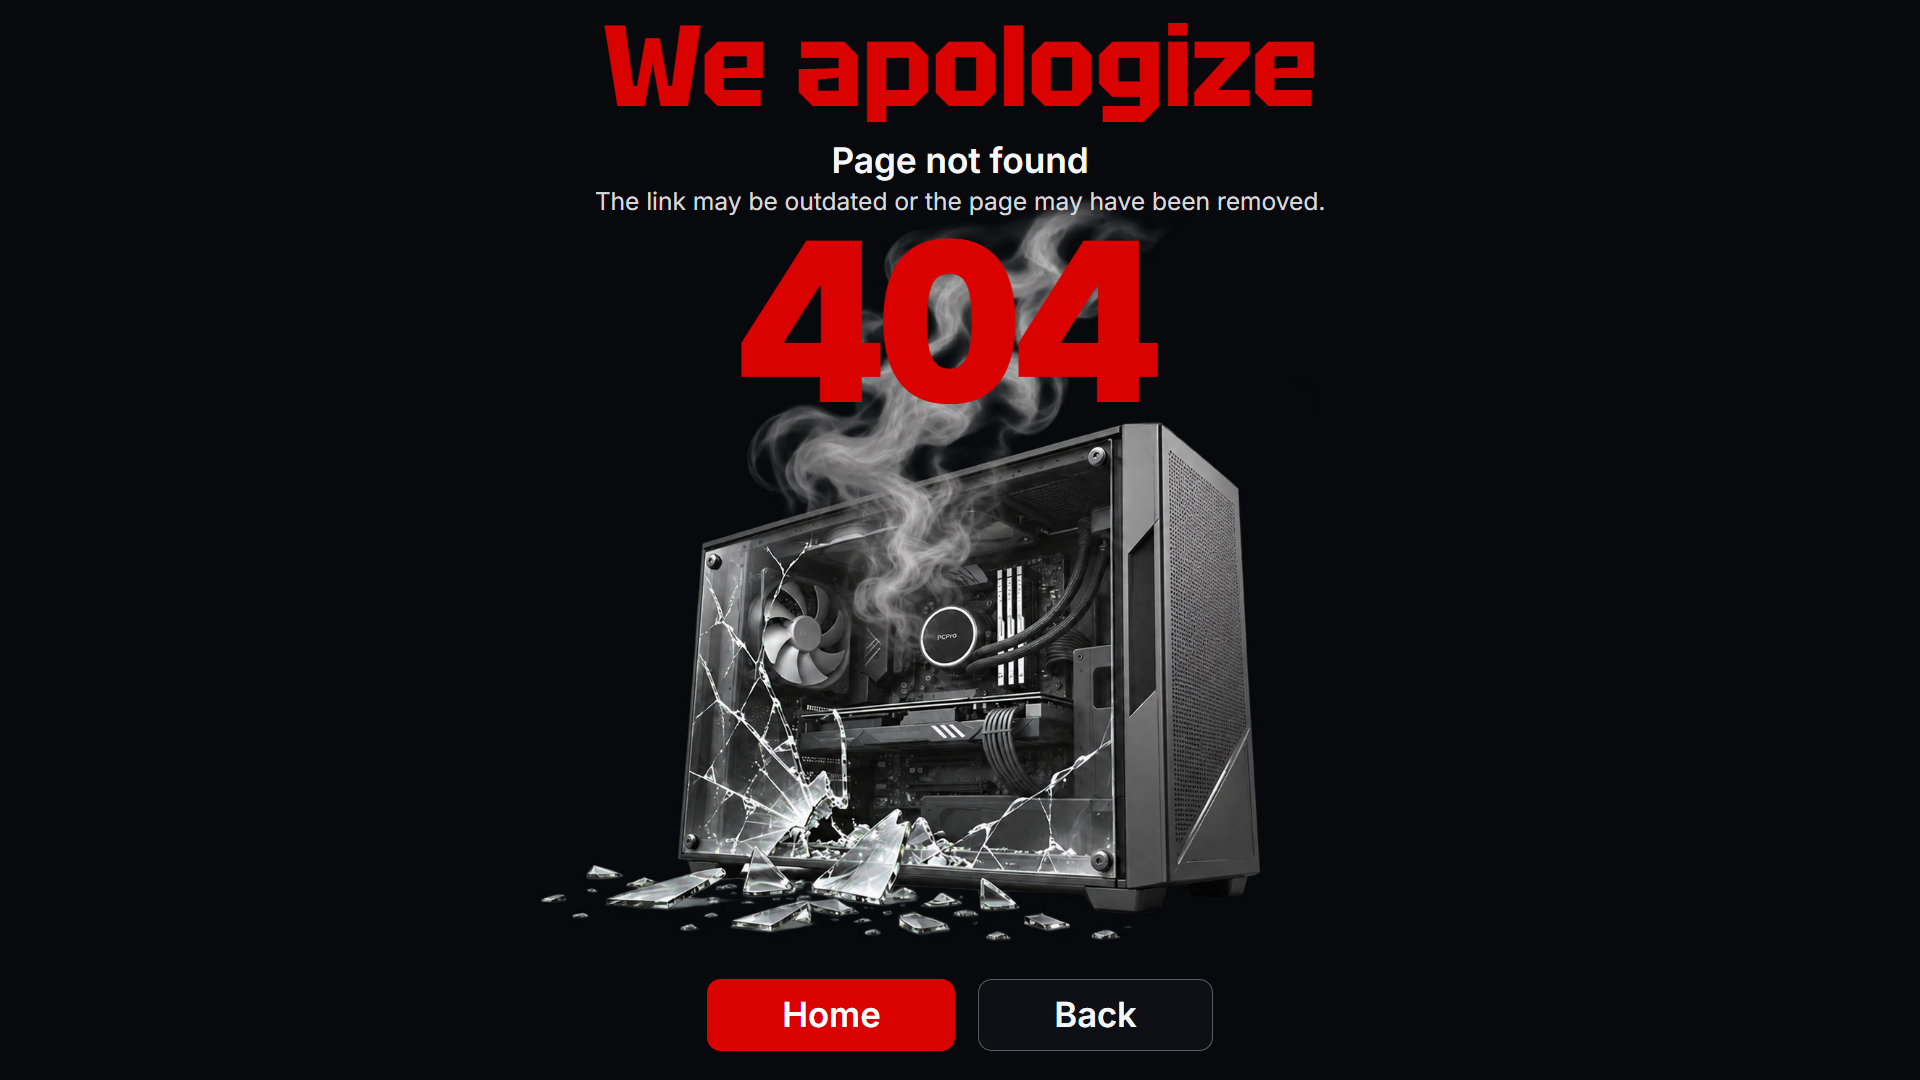 We apologize
Page not found
The link may be outdated or the page may have been removed.
404
PCPro
Home
Back